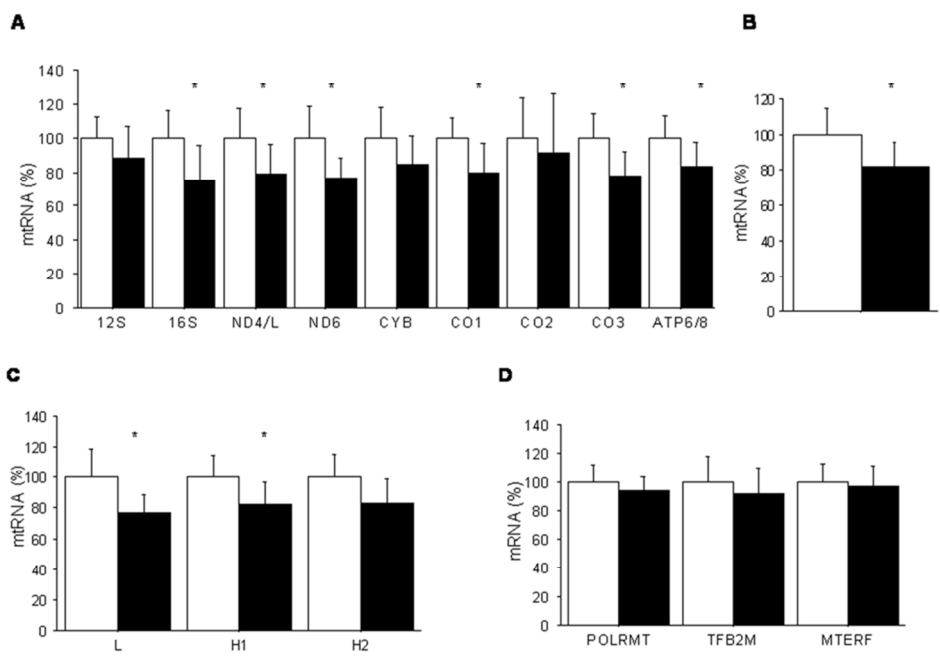 A
B
140
120
100
80
60
40
20
0
mtRNA (%)
* * * * * *
12S 16S ND4/L ND6 CYB CO1 CO2 CO3 ATP6/8
120
100
80
60
40
20
0
mtRNA (%)
*
C
D
140
120
100
80
60
40
20
0
mtRNA (%)
* *
L H1 H2
140
120
100
80
60
40
20
0
mRNA (%)
POLRMT TFB2M MTERF